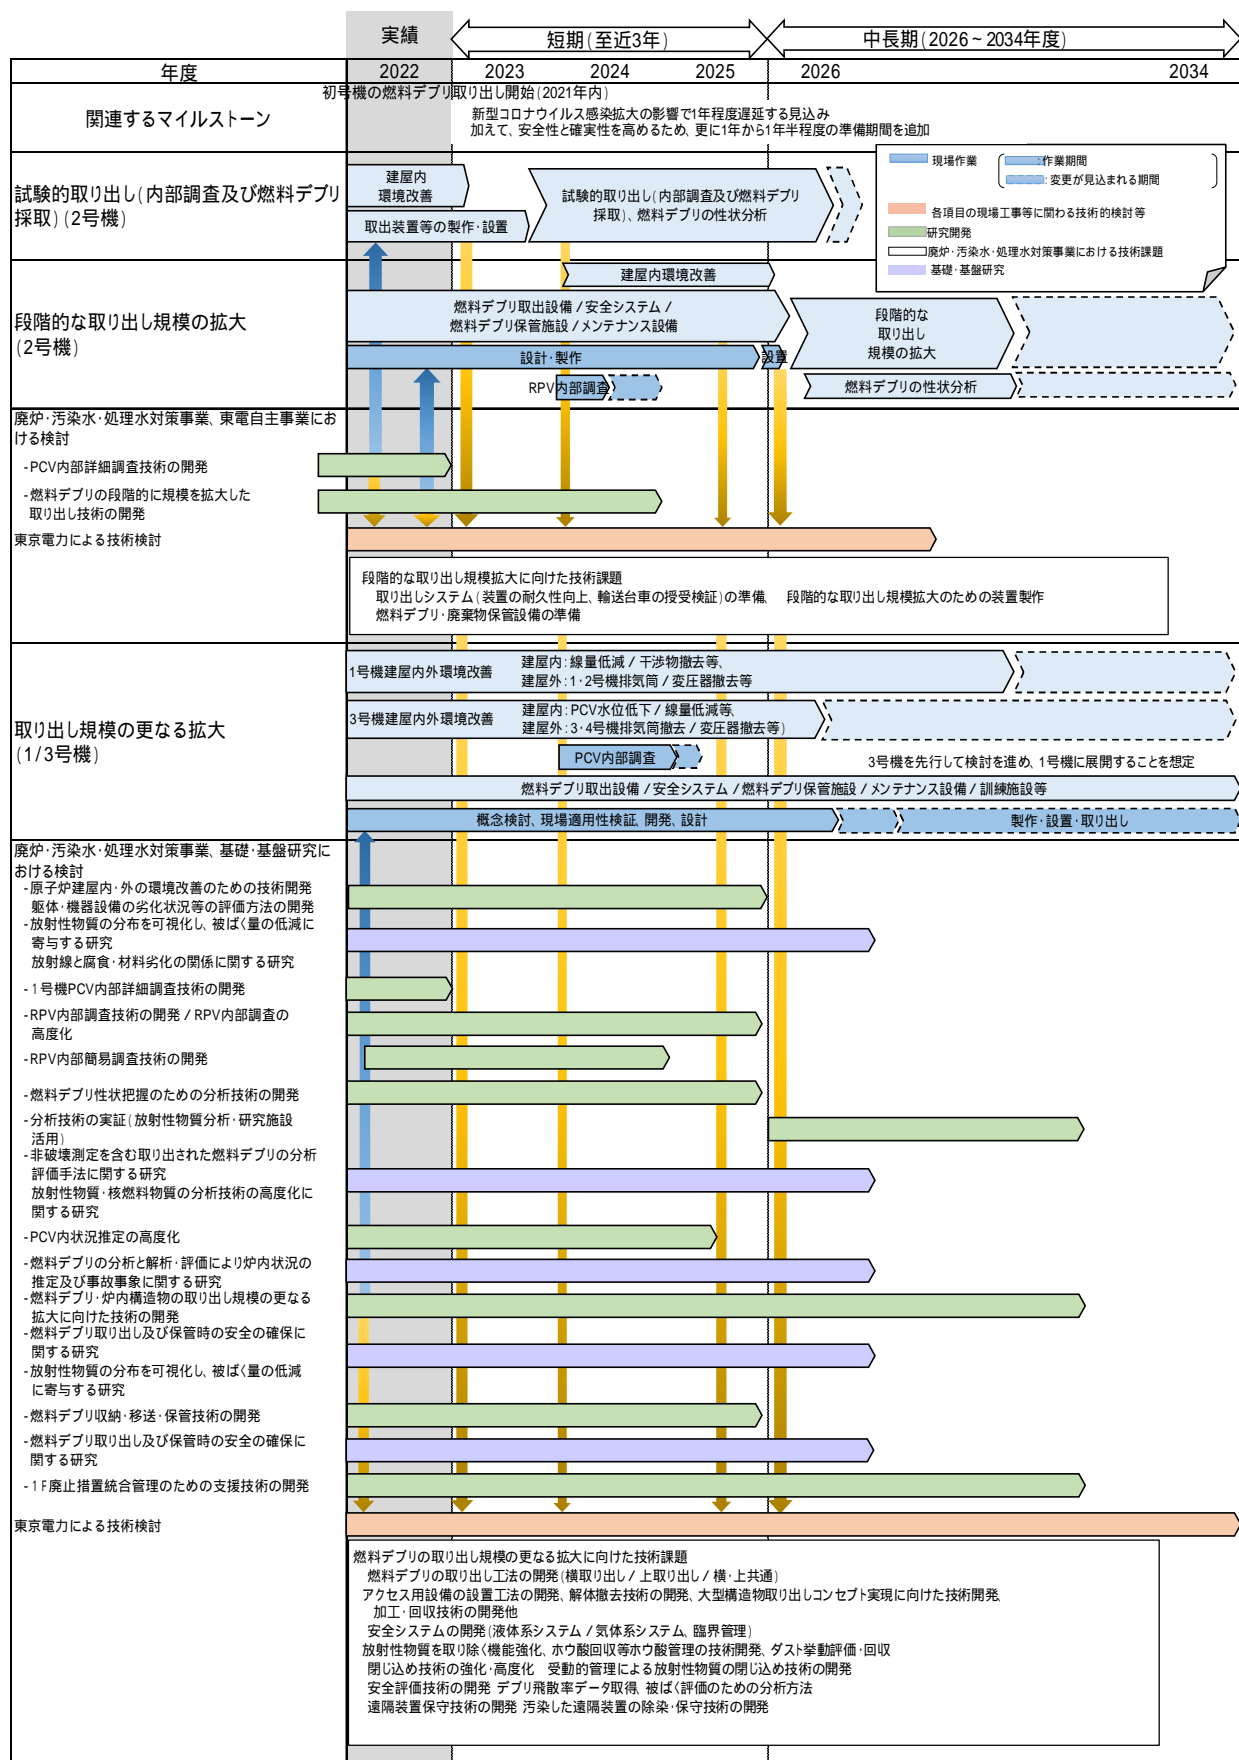 実績
短期(至近3年)
中長期(2026~2034年度)
年度
2022
2023
2024
2025
2026
2034
関連するマイルストーン
初号機の燃料デブリ取り出し開始(2021年内)
新型コロナウイルス感染拡大の影響で1年程度遅延する見込み
加えて、安全性と確実性を高めるため、更に1年から1年半程度の準備期間を追加
現場作業
:作業期間
:変更が見込まれる期間
各項目の現場工事等に関わる技術的検討等
研究開発
廃炉・汚染水・処理水対策事業における技術課題
基礎・基盤研究
試験的取り出し(内部調査及び燃料デブリ
採取)(2号機)
建屋内
環境改善
取出装置等の製作・設置
試験的取出し(内部調査及び燃料デブリ
採取)、燃料デブリの性状分析
段階的な取り出し規模の拡大
(2号機)
建屋内環境改善
燃料デブリ取出設備/安全システム/
燃料デブリ保管施設/メンテナンス設備
設計・製作
設置
RPV内部調査
段階的な
取り出し
規模の拡大
燃料デブリの性状分析
廃炉・汚染水・処理水対策事業、東電自主事業にお
ける検討
-PCV内部詳細調査技術の開発
-燃料デブリの段階的に規模を拡大した
取り出し技術の開発
東京電力による技術検討
段階的な取り出し規模拡大に向けた技術課題
取り出しシステム(装置の耐久性向上、輸送台車の授受検証)の準備、 段階的な取り出し規模拡大のための装置製作
燃料デブリ・廃棄物保管設備の準備
取り出し規模の更なる拡大
(1/3号機)
1号機建屋内外環境改善
建屋内:線量低減/干渉物撤去等、
建屋外:1・2号機排気筒/変圧器撤去等
3号機建屋内外環境改善
建屋内:PCV水位低下/線量低減等、
建屋外:3・4号機排気筒撤去/変圧器撤去等)
PCV内部調査
3号機を先行して検討を進め、1号機に展開することを想定
燃料デブリ取出設備/安全システム/燃料デブリ保管施設/メンテナンス設備/訓練施設等
概念検討、現場適用性検証、開発、設計
製作・設置・取り出し
廃炉・汚染水・処理水対策事業、基礎・基盤研究に
おける検討
-原子炉建屋内・外の環境改善のための技術開発
躯体・機器設備の劣化状況等の評価方法の開発
-放射性物質の分布を可視化し、被ばく量の低減に
寄与する研究
放射線と腐食・材料劣化の関係に関する研究
-1号機PCV内部詳細調査技術の開発
-RPV内部調査技術の開発/RPV内部調査の
高度化
-RPV内部簡易調査技術の開発
-燃料デブリ性状把握のための分析技術の開発
-分析技術の実証(放射性物質分析・研究施設
活用)
-非破壊測定を含む取り出された燃料デブリの分析
評価手法に関する研究
放射性物質・核燃料物質の分析技術の高度化に
関する研究
-PCV内状況推定の高度化
-燃料デブリの分析と解析・評価により炉内状況の
推定及び事故事象に関する研究
-燃料デブリ・炉内構造物の取り出し規模の更なる
拡大に向けた技術の開発
-燃料デブリ取り出し及び保管時の安全の確保に
関する研究
-放射性物質の分布を可視化し、被ばく量の低減
に寄与する研究
-燃料デブリ収納・移送・保管技術の開発
-燃料デブリ取り出し及び保管時の安全の確保に
関する研究
-1F廃止措置統合管理のための支援技術の開発
東京電力による技術検討
燃料デブリの取り出し規模の更なる拡大に向けた技術課題
燃料デブリの取り出し工法の開発(横取り出し/上取り出し/横・上共通)
アクセス用設備の設置工法の開発、解体撤去技術の開発、大型構造物取り出しコンセプト実現に向けた技術開発、
加工・回収技術の開発他
安全システムの開発(液体系システム/気体系システム、臨界管理)
放射性物質を取り除く機能強化、ホウ酸回収等ホウ酸管理の技術開発、ダスト挙動評価・回収
閉じ込め技術の強化・高度化 受動的管理による放射性物質の閉じ込め技術の開発
安全評価技術の開発 デブリ飛散率データ取得、被ばく評価のための分析方法
遠隔装置保守技術の開発 汚染した遠隔装置の除染・保守技術の開発